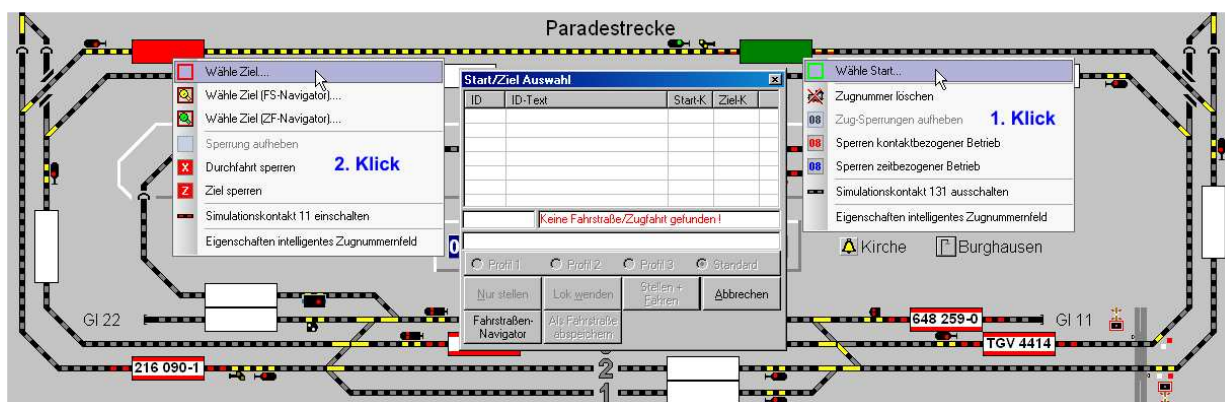 Paradestrecke
Wähle Ziel...
Wähle Ziel (FS-Navigator)....
Wähle Ziel (ZF-Navigator)....
Sperrung aufheben
X Durchfahrt sperren
2. Klick
Z Ziel sperren
Simulationskontakt 11 einschalten
Eigenschaften intelligentes Zugnummernfeld
Start/Ziel Auswahl
ID ID-Text Start-K Ziel-K
Keine Fahrstraße/Zugfahrt gefunden !
Profil 1 Profil 2 Profil 3 Standard
Nur stellen Lok wenden Stellen + Fahren Abbrechen
Fahrstraßen-Navigator Als Fahrstraße abspeichern
Wähle Start...
Zugnummer löschen
08 Zug-Sperrungen aufheben
1. Klick
08 Sperren kontaktbezogener Betrieb
08 Sperren zeitbezogener Betrieb
Simulationskontakt 131 ausschalten
Eigenschaften intelligentes Zugnummernfeld
Kirche
Burghausen
0
Gl 22
648 259-0
Gl 11
TGV 4414
216 090-1
2
1